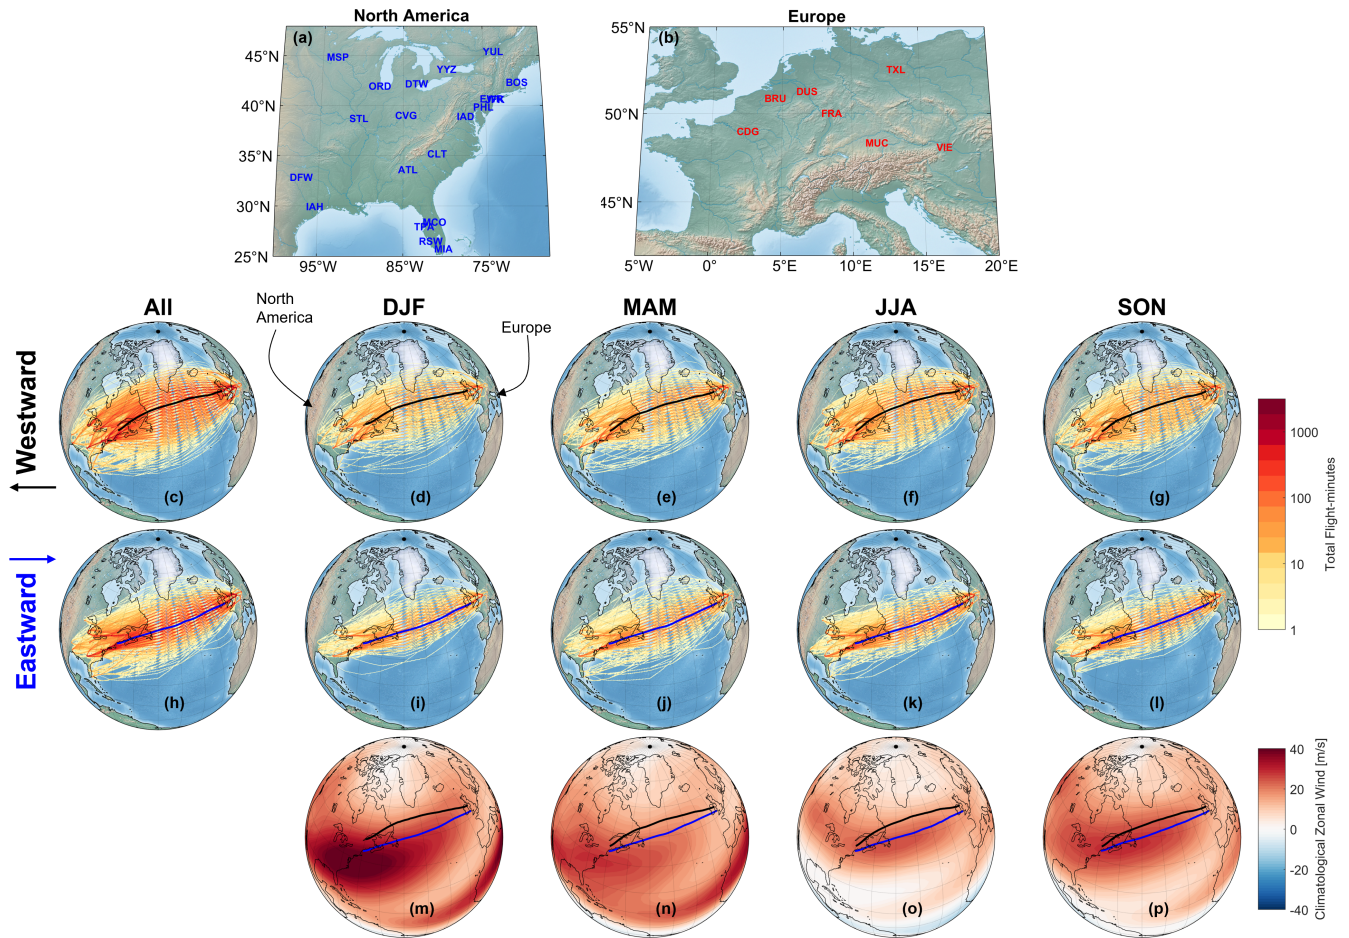 North America
Europe
(a)
MSP
YUL
YYZ
ORD
DTW
BOS
EWR
JFK
PHL
IAD
STL
CVG
CLT
ATL
DFW
IAH
MCO
TPA
RSW
MIA
45°N
40°N
35°N
30°N
25°N
95°W
85°W
75°W
(b)
TXL
DUS
BRU
FRA
CDG
MUC
VIE
55°N
50°N
45°N
5°W
0°
5°E
10°E
15°E
20°E
All
North
America
DJF
Europe
MAM
JJA
SON
Westward
(c)
(d)
(e)
(f)
(g)
Eastward
(h)
(i)
(j)
(k)
(l)
1000
100
10
1
Total Flight-minutes
(m)
(n)
(o)
(p)
40
20
0
-20
-40
Climatological Zonal Wind [m/s]